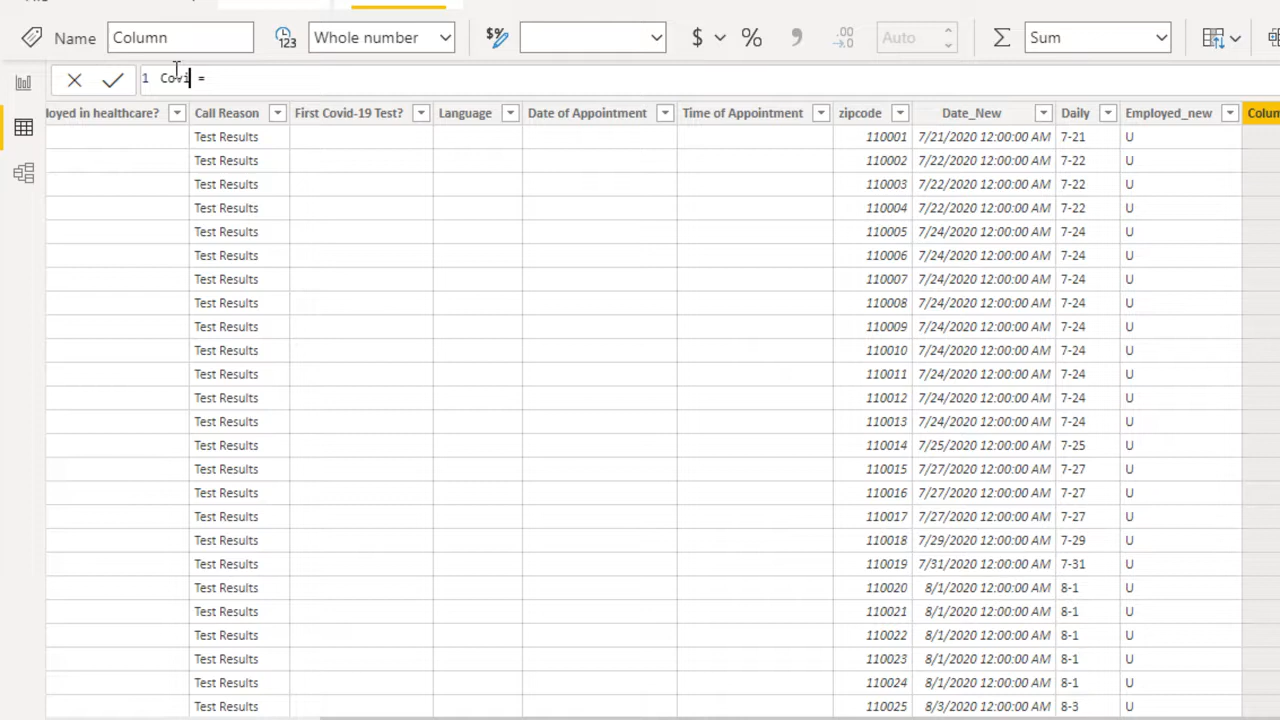 Name Column Whole number $ % Auto Sum
1 Covi =
loyed in healthcare? Call Reason First Covid-19 Test? Language Date of Appointment Time of Appointment zipcode Date_New Daily Employed_new Colum
Test Results 110001 7/21/2020 12:00:00 AM 7-21 U
Test Results 110002 7/22/2020 12:00:00 AM 7-22 U
Test Results 110003 7/22/2020 12:00:00 AM 7-22 U
Test Results 110004 7/22/2020 12:00:00 AM 7-22 U
Test Results 110005 7/24/2020 12:00:00 AM 7-24 U
Test Results 110006 7/24/2020 12:00:00 AM 7-24 U
Test Results 110007 7/24/2020 12:00:00 AM 7-24 U
Test Results 110008 7/24/2020 12:00:00 AM 7-24 U
Test Results 110009 7/24/2020 12:00:00 AM 7-24 U
Test Results 110010 7/24/2020 12:00:00 AM 7-24 U
Test Results 110011 7/24/2020 12:00:00 AM 7-24 U
Test Results 110012 7/24/2020 12:00:00 AM 7-24 U
Test Results 110013 7/24/2020 12:00:00 AM 7-24 U
Test Results 110014 7/25/2020 12:00:00 AM 7-25 U
Test Results 110015 7/27/2020 12:00:00 AM 7-27 U
Test Results 110016 7/27/2020 12:00:00 AM 7-27 U
Test Results 110017 7/27/2020 12:00:00 AM 7-27 U
Test Results 110018 7/29/2020 12:00:00 AM 7-29 U
Test Results 110019 7/31/2020 12:00:00 AM 7-31 U
Test Results 110020 8/1/2020 12:00:00 AM 8-1 U
Test Results 110021 8/1/2020 12:00:00 AM 8-1 U
Test Results 110022 8/1/2020 12:00:00 AM 8-1 U
Test Results 110023 8/1/2020 12:00:00 AM 8-1 U
Test Results 110024 8/1/2020 12:00:00 AM 8-1 U
Test Results 110025 8/3/2020 12:00:00 AM 8-3 U